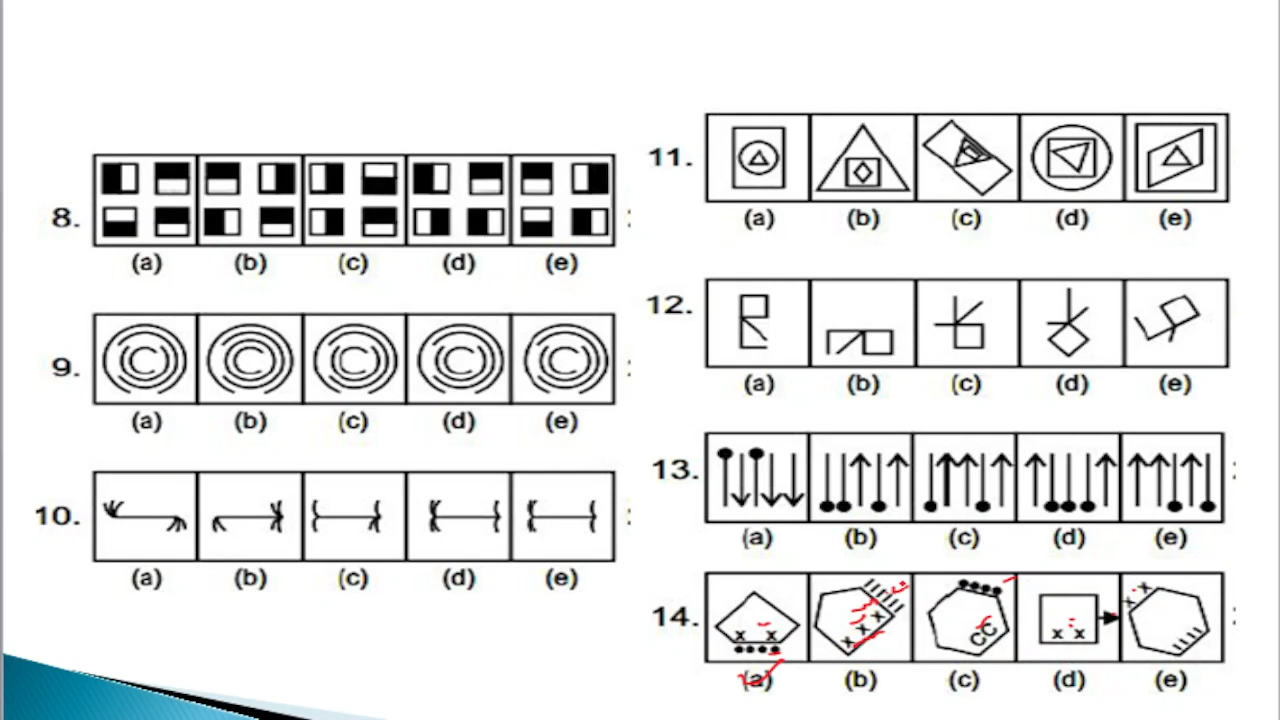 8.
(a) (b) (c) (d) (e)
9.
(a) (b) (c) (d) (e)
10.
(a) (b) (c) (d) (e)
11.
(a) (b) (c) (d) (e)
12.
(a) (b) (c) (d) (e)
13.
(a) (b) (c) (d) (e)
14.
x x x x x CC x x x x
(a) (b) (c) (d) (e)